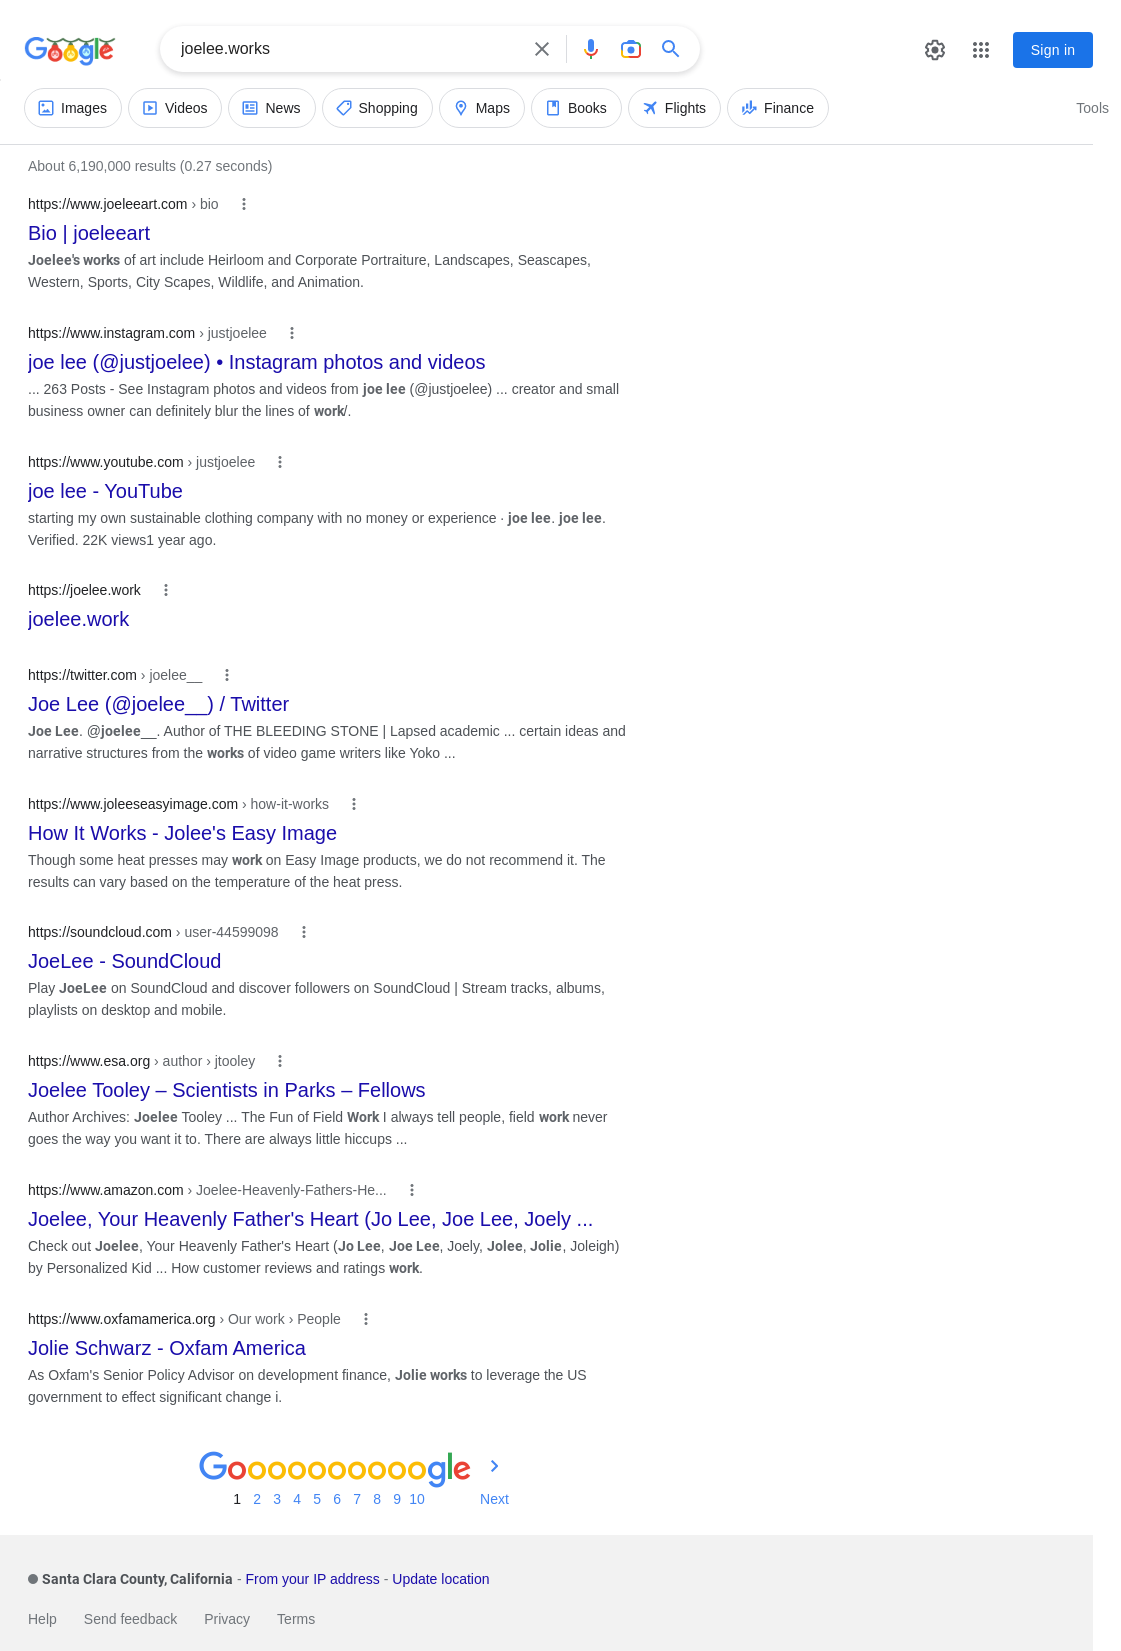 Google
joelee.works
Sign in
Images
Videos
News
Shopping
Maps
Books
Flights
Finance
Tools
About 6,190,000 results (0.27 seconds)
https://www.joeleeart.com › bio
Bio | joeleeart
Joelee's works of art include Heirloom and Corporate Portraiture, Landscapes, Seascapes,
Western, Sports, City Scapes, Wildlife, and Animation.
https://www.instagram.com › justjoelee
joe lee (@justjoelee) • Instagram photos and videos
... 263 Posts - See Instagram photos and videos from joe lee (@justjoelee) ... creator and small
business owner can definitely blur the lines of work/.
https://www.youtube.com › justjoelee
joe lee - YouTube
starting my own sustainable clothing company with no money or experience · joe lee. joe lee.
Verified. 22K views1 year ago.
https://joelee.work
joelee.work
https://twitter.com › joelee__
Joe Lee (@joelee__) / Twitter
Joe Lee. @joelee__. Author of THE BLEEDING STONE | Lapsed academic ... certain ideas and
narrative structures from the works of video game writers like Yoko ...
https://www.joleeseasyimage.com › how-it-works
How It Works - Jolee's Easy Image
Though some heat presses may work on Easy Image products, we do not recommend it. The
results can vary based on the temperature of the heat press.
https://soundcloud.com › user-44599098
JoeLee - SoundCloud
Play JoeLee on SoundCloud and discover followers on SoundCloud | Stream tracks, albums,
playlists on desktop and mobile.
https://www.esa.org › author › jtooley
Joelee Tooley – Scientists in Parks – Fellows
Author Archives: Joelee Tooley ... The Fun of Field Work I always tell people, field work never
goes the way you want it to. There are always little hiccups ...
https://www.amazon.com › Joelee-Heavenly-Fathers-He...
Joelee, Your Heavenly Father's Heart (Jo Lee, Joe Lee, Joely ...
Check out Joelee, Your Heavenly Father's Heart (Jo Lee, Joe Lee, Joely, Jolee, Jolie, Joleigh)
by Personalized Kid ... How customer reviews and ratings work.
https://www.oxfamamerica.org › Our work › People
Jolie Schwarz - Oxfam America
As Oxfam's Senior Policy Advisor on development finance, Jolie works to leverage the US
government to effect significant change i.
Goooooooooogle
1 2 3 4 5 6 7 8 9 10 Next
Santa Clara County, California - From your IP address - Update location
Help Send feedback Privacy Terms